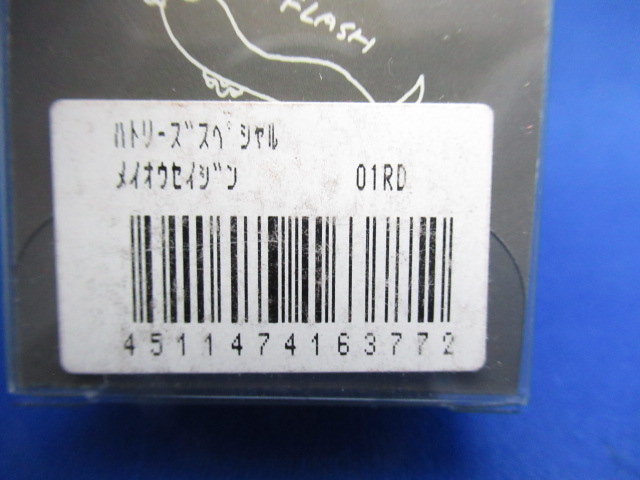 FLASH
ﾊﾄﾘｰｽﾞｽﾍﾟｼｬﾙ
ﾒｲｵｳｾｲｼﾞﾝ 01RD
4511474163772